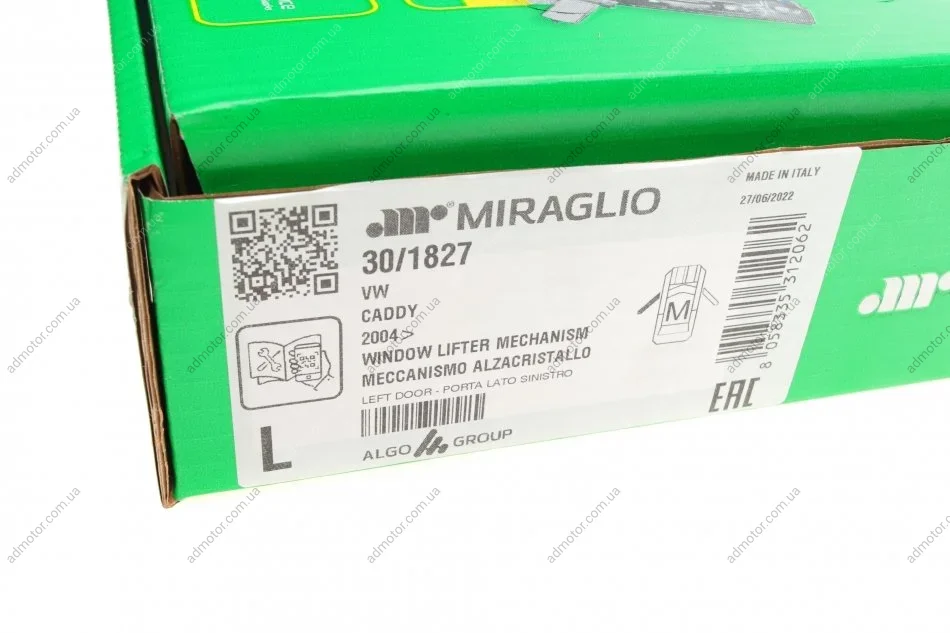 MIRAGLIO
30/1827
VW
CADDY
2004->
WINDOW LIFTER MECHANISM
MECCANISMO ALZACRISTALLO
LEFT DOOR - PORTA LATO SINISTRO
ALGO GROUP
L
M
MADE IN ITALY
27/06/2022
8 058335 312062
EAC
admotor.com.ua